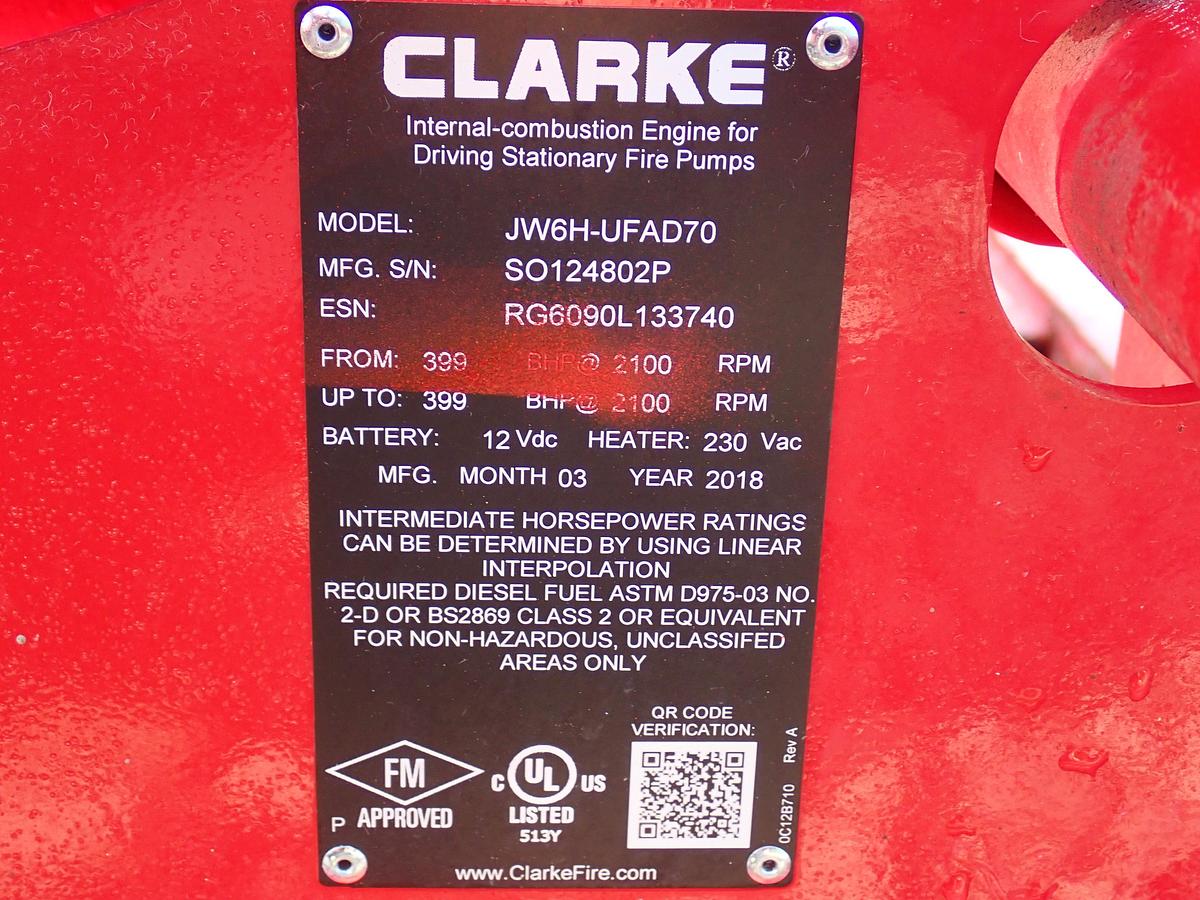 CLARKE®
Internal-combustion Engine for
Driving Stationary Fire Pumps
MODEL: JW6H-UFAD70
MFG. S/N: SO124802P
ESN: RG6090L133740
FROM: 399 BHP@ 2100 RPM
UP TO: 399 BHP@ 2100 RPM
BATTERY: 12 Vdc HEATER: 230 Vac
MFG. MONTH 03 YEAR 2018
INTERMEDIATE HORSEPOWER RATINGS
CAN BE DETERMINED BY USING LINEAR
INTERPOLATION
REQUIRED DIESEL FUEL ASTM D975-03 NO.
2-D OR BS2869 CLASS 2 OR EQUIVALENT
FOR NON-HAZARDOUS, UNCLASSIFED
AREAS ONLY
QR CODE
VERIFICATION:
FM
APPROVED
P
C UL US
LISTED
513Y
0C12B710 Rev A
www.ClarkeFire.com